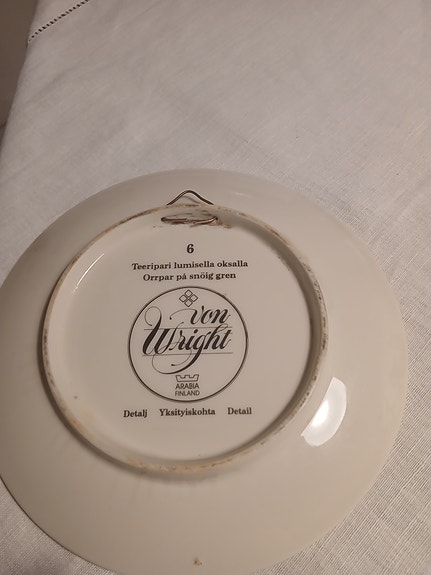 6
Teeripari lumisella oksalla
Orrpar på snöig gren
von
Wright
ARABIA
FINLAND
Detalj Yksityiskohta Detail